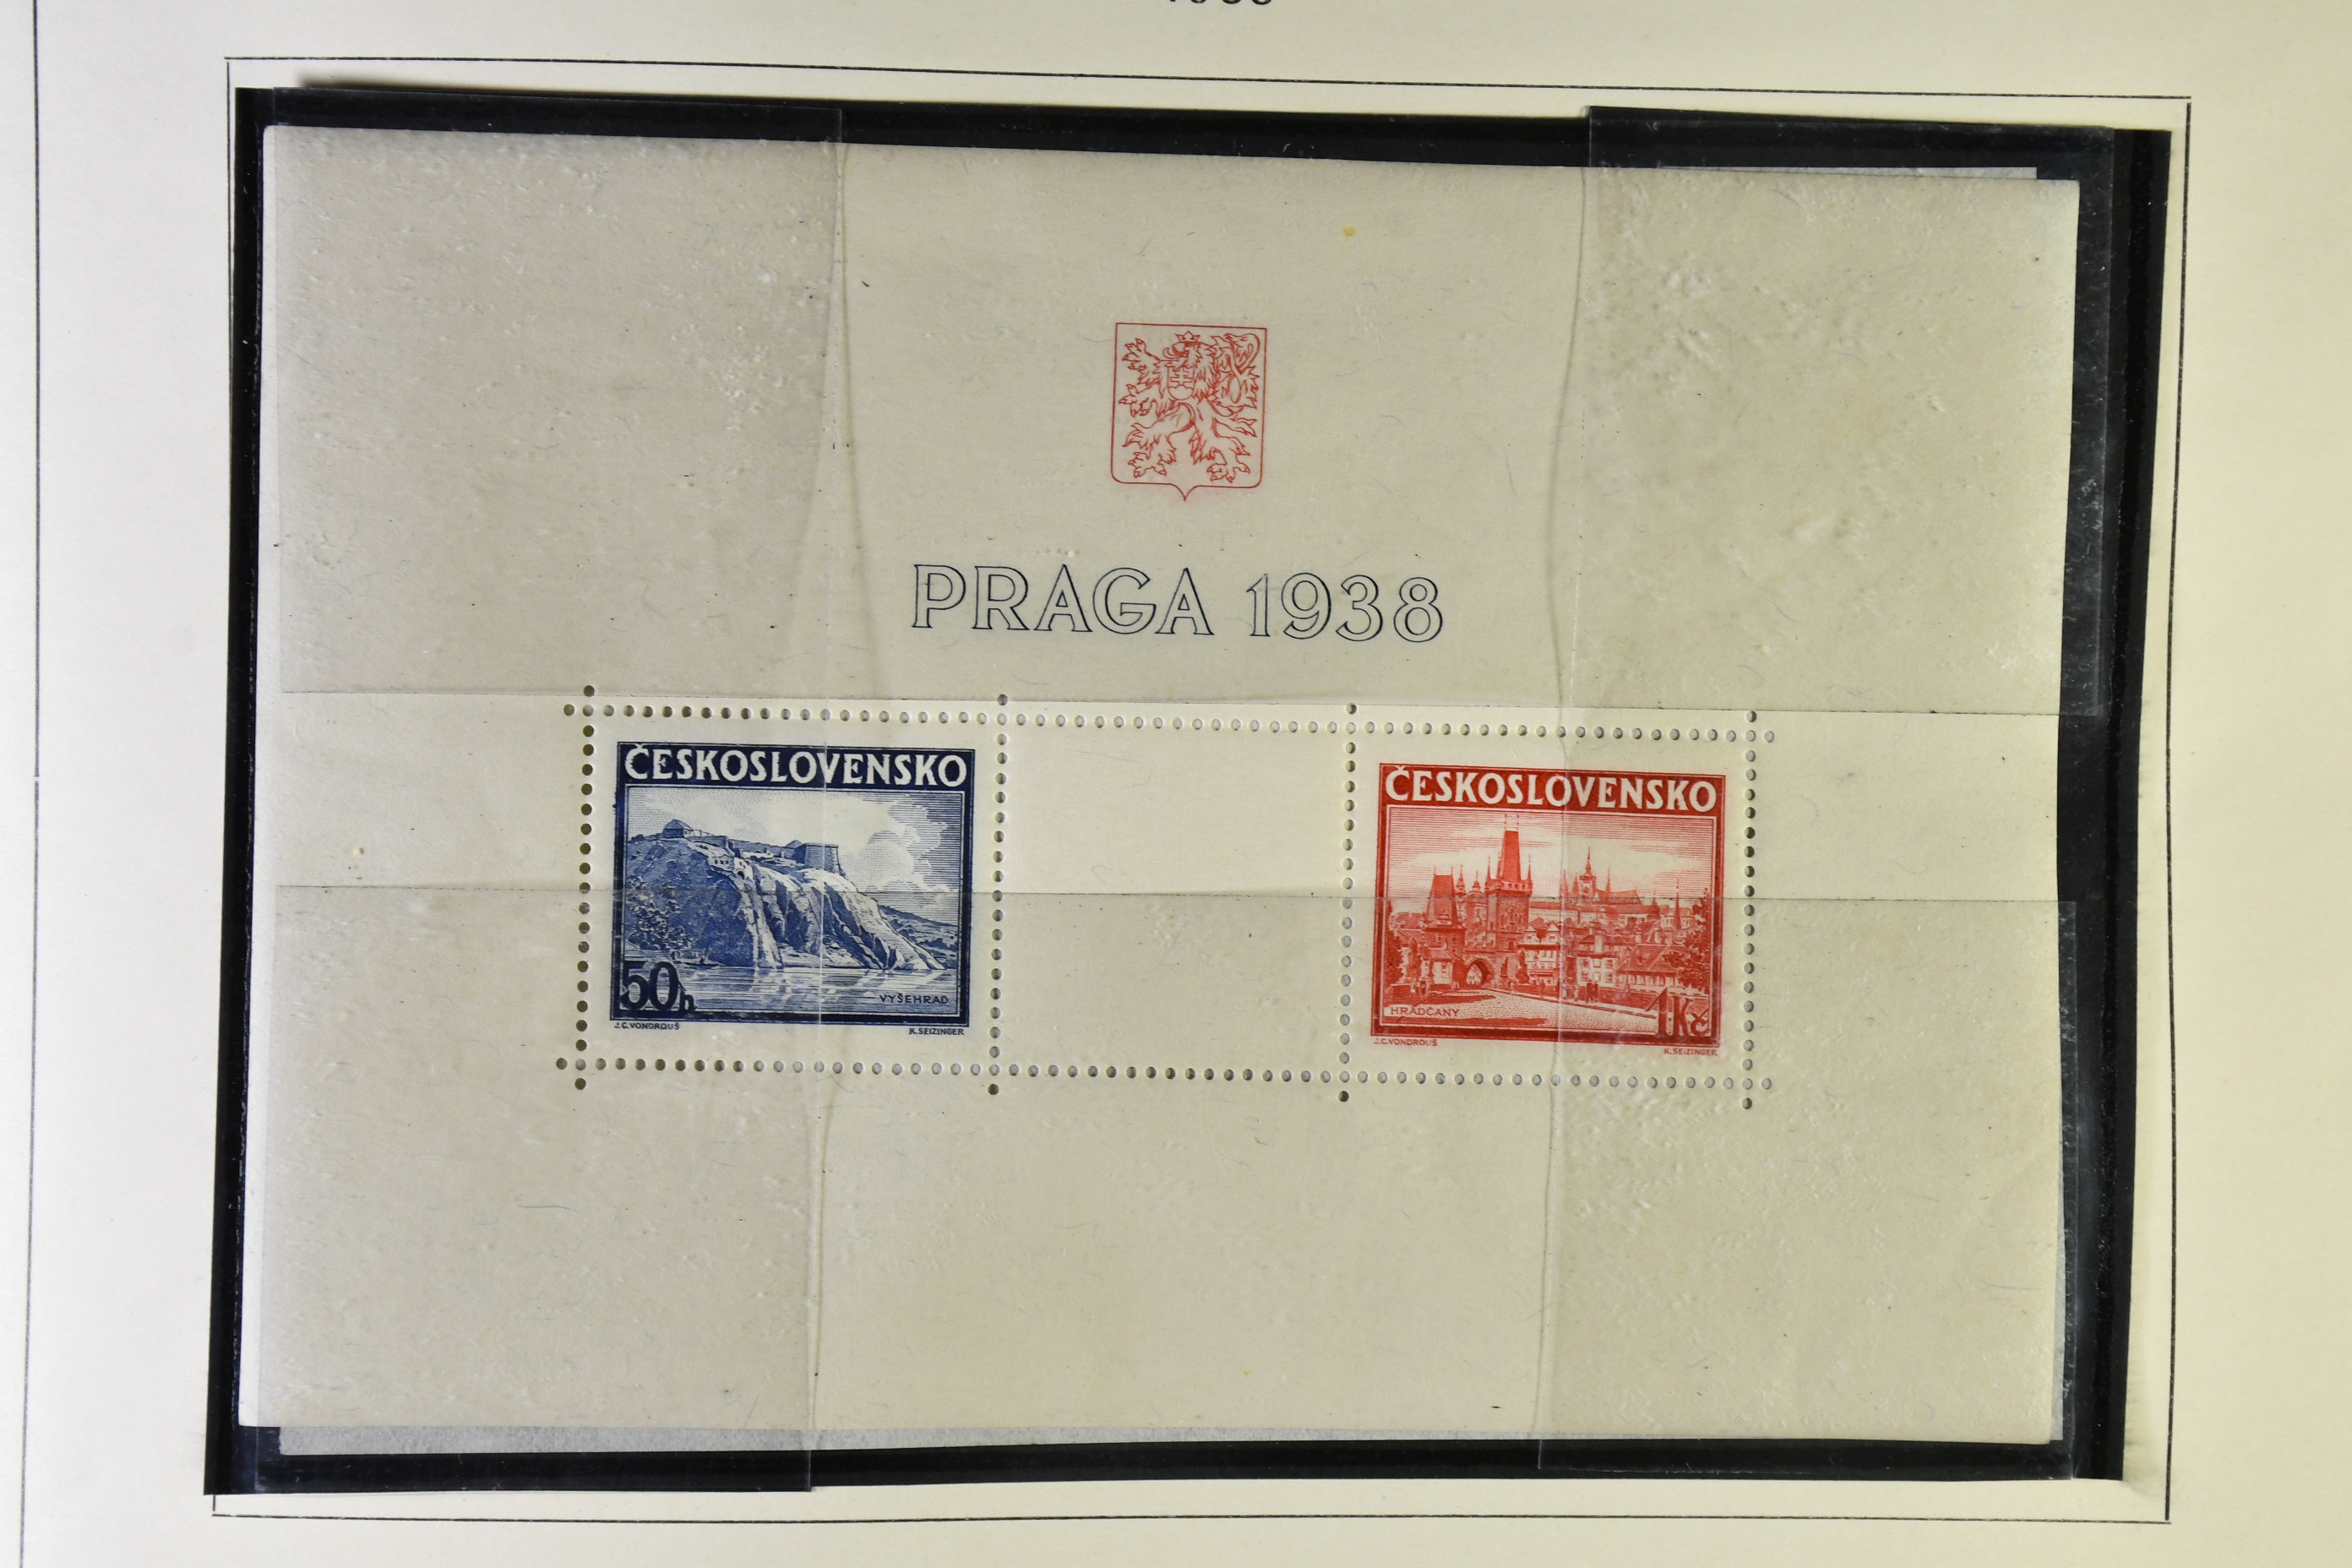 PRAGA 1938
ČESKOSLOVENSKO
50h
VYŠEHRAD
J.C.VONDROUŠ
K.SEIZINGER
ČESKOSLOVENSKO
HRADČANY
1Kč
J.C.VONDROUŠ
K.SEIZINGER